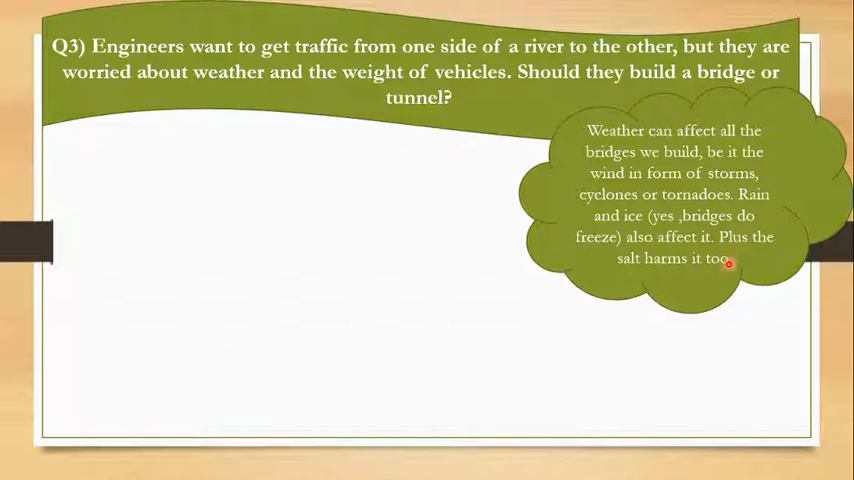 Q3) Engineers want to get traffic from one side of a river to the other, but they are
worried about weather and the weight of vehicles. Should they build a bridge or
tunnel?
Weather can affect all the
bridges we build, be it the
wind in form of storms,
cyclones or tornadoes. Rain
and ice (yes ,bridges do
freeze) also affect it. Plus the
salt harms it too.